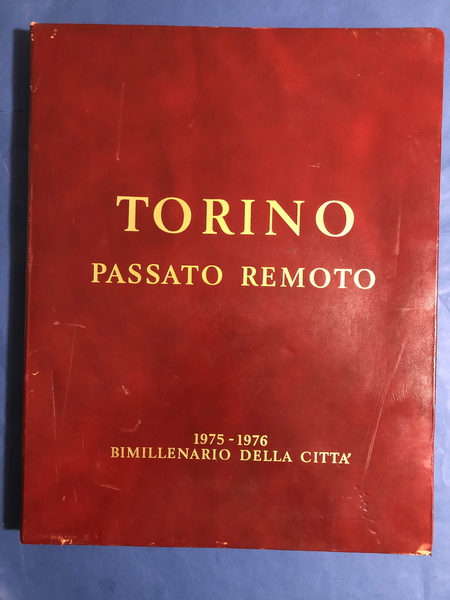 TORINO
PASSATO REMOTO
1975-1976
BIMILLENARIO DELLA CITTA'